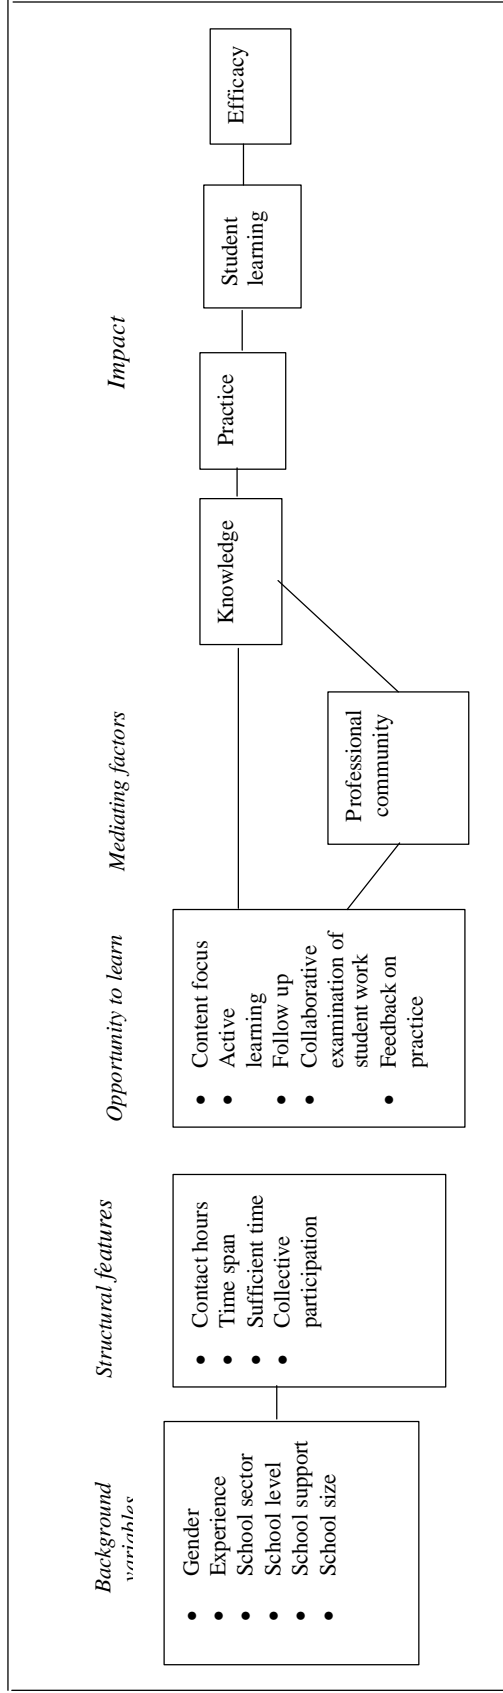 Background
variables
Structural features
Opportunity to learn
Mediating factors
Impact
• Gender
• Experience
• School sector
• School level
• School support
• School size
• Contact hours
• Time span
• Sufficient time
• Collective
participation
• Content focus
• Active
learning
• Follow up
• Collaborative
examination of
student work
• Feedback on
practice
Professional
community
Knowledge
Practice
Student
learning
Efficacy